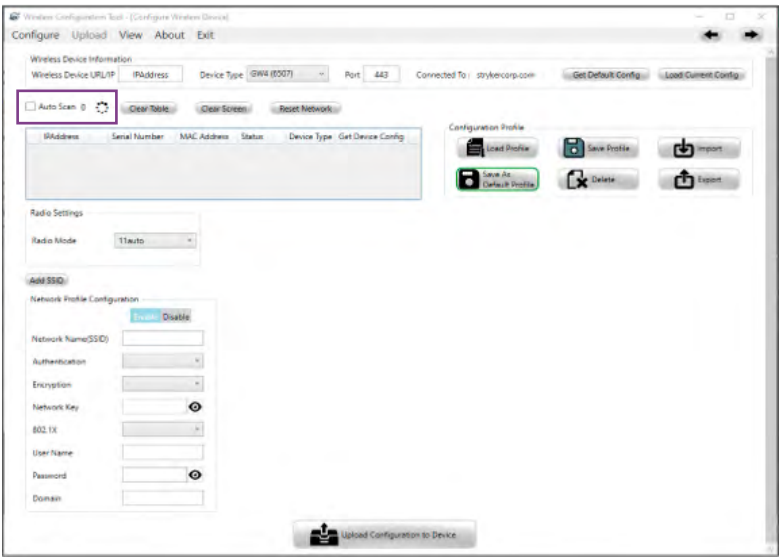 Wireless Configuration Tool - [Configure Wireless Device]
Configure Upload View About Exit
Wireless Device Information
Wireless Device URL/IP IPAddress Device Type GW4 (6507) Port 443 Connected To : strykercorp.com Get Default Config Load Current Config
Auto Scan 0 Clear Table Clear Screen Reset Network
IPAddress Serial Number MAC Address Status Device Type Get Device Config
Configuration Profile
Load Profile Save Profile Import
Save As
Default Profile Delete Export
Radio Settings
Radio Mode 11auto
Add SSID
Network Profile Configuration
Enable Disable
Network Name(SSID)
Authentication
Encryption
Network Key
802.1X
User Name
Password
Domain
Upload Configuration to Device